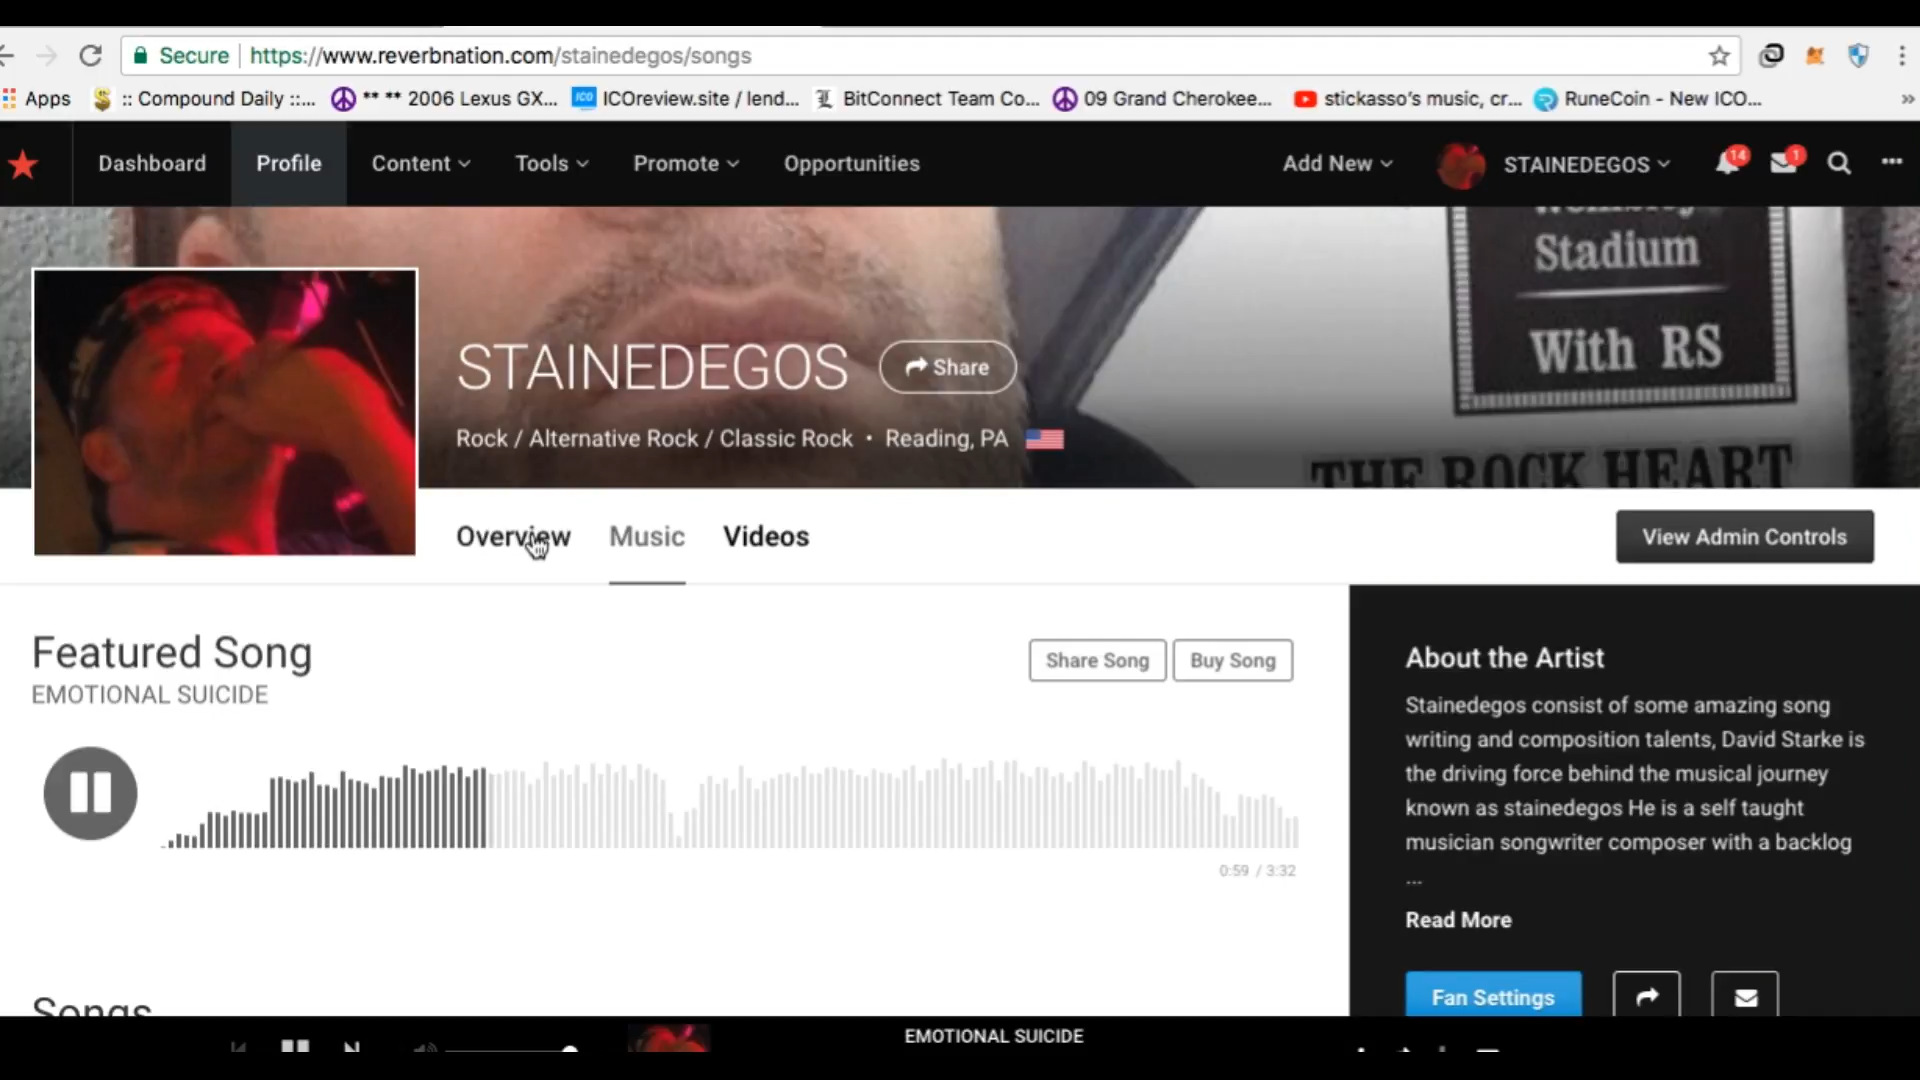 Secure https://www.reverbnation.com/stainedegos/songs
Apps :: Compound Daily ::... ** ** 2006 Lexus GX... ICO ICOreview.site / lend... BitConnect Team Co... 09 Grand Cherokee... stickasso's music, cr... RuneCoin - New ICO... »
Dashboard Profile Content Tools Promote Opportunities Add New STAINEDEGOS 14 1
Stadium
With RS
THE ROCK HEART
STAINEDEGOS Share
Rock / Alternative Rock / Classic Rock • Reading, PA
Overview Music Videos View Admin Controls
Featured Song
EMOTIONAL SUICIDE
Share Song Buy Song
0:59 / 3:32
Songs
About the Artist
Stainedegos consist of some amazing song
writing and composition talents, David Starke is
the driving force behind the musical journey
known as stainedegos He is a self taught
musician songwriter composer with a backlog
...
Read More
Fan Settings
EMOTIONAL SUICIDE